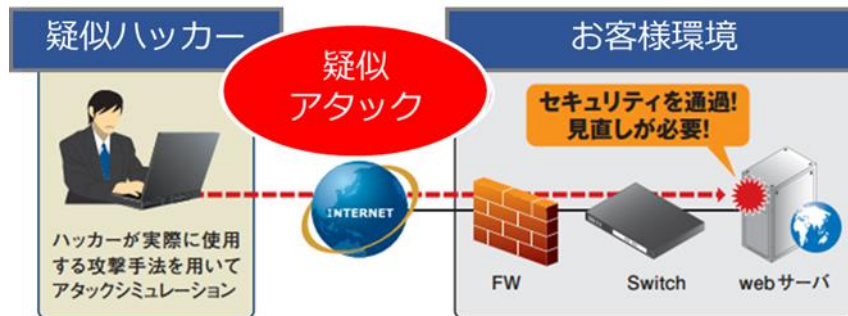 疑似ハッカー
疑似
アタック
お客様環境
セキュリティを通過!
見直しが必要!
INTERNET
ハッカーが実際に使用
する攻撃手法を用いて
アタックシミュレーション
FW
Switch
webサーバ